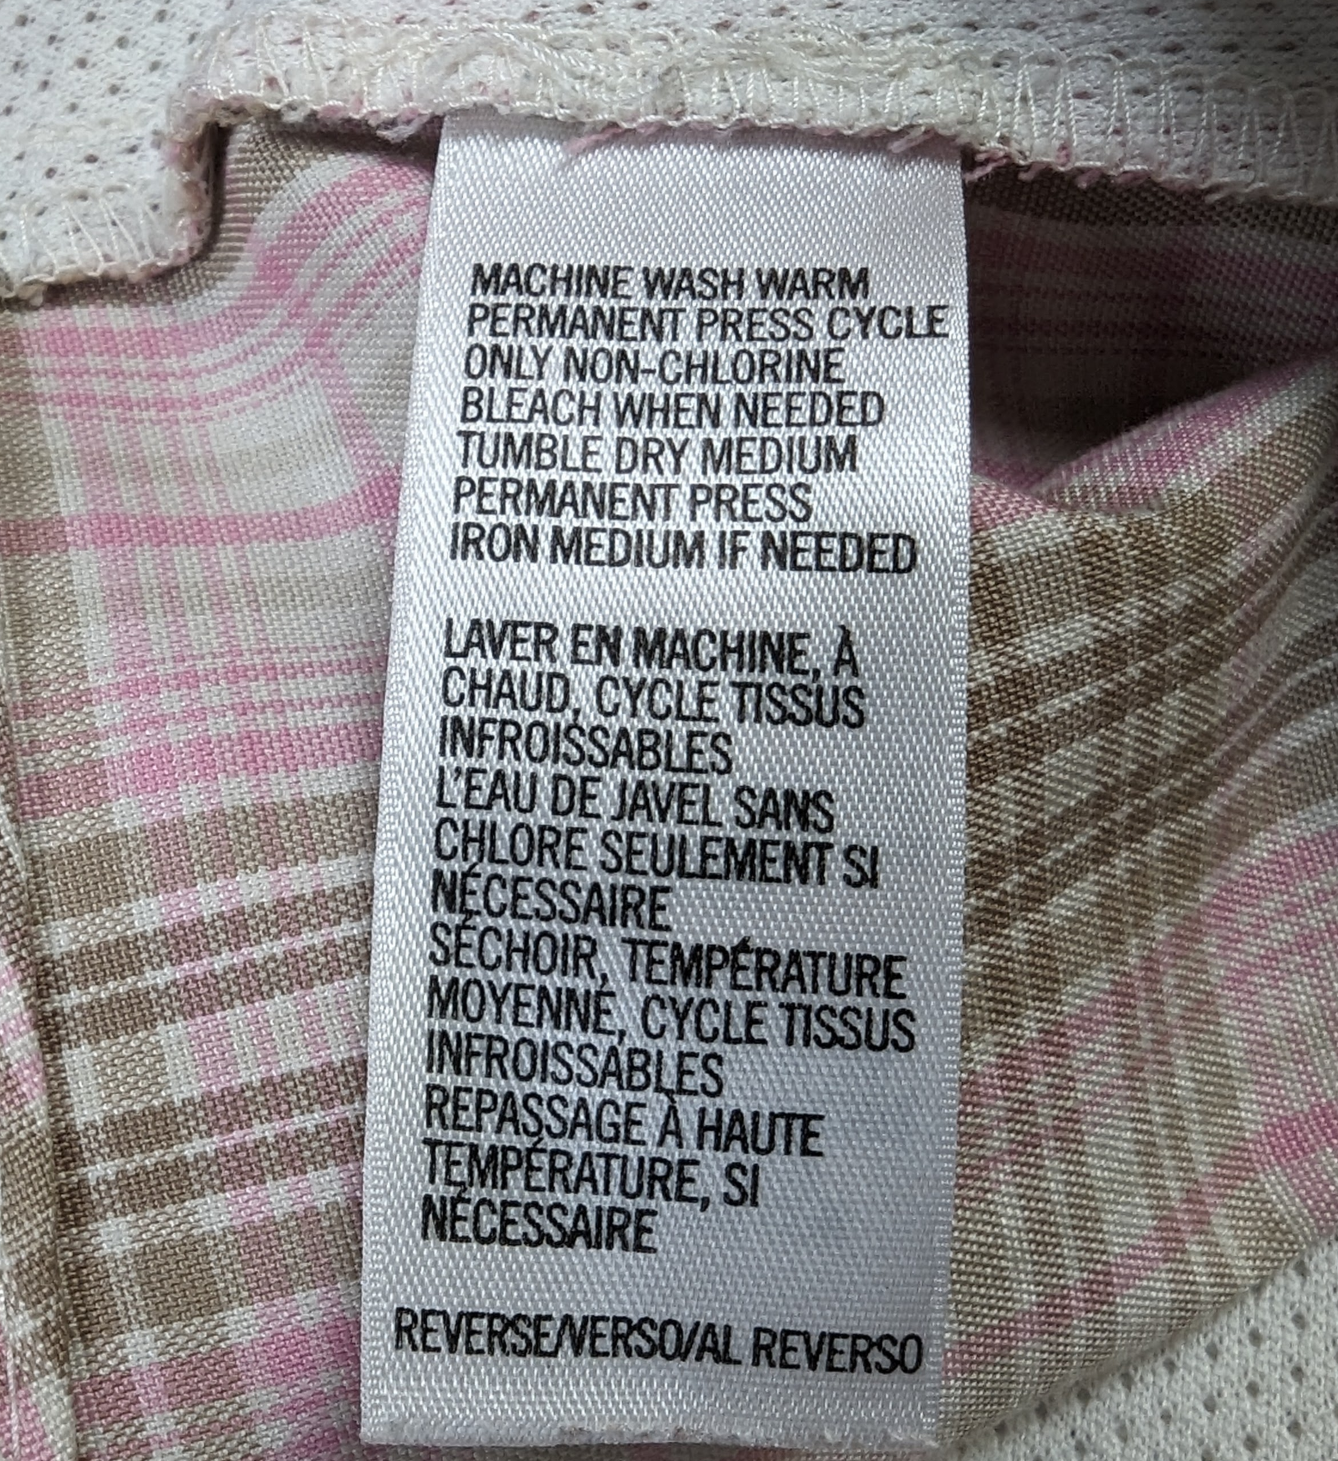 MACHINE WASH WARM
PERMANENT PRESS CYCLE
ONLY NON-CHLORINE
BLEACH WHEN NEEDED
TUMBLE DRY MEDIUM
PERMANENT PRESS
IRON MEDIUM IF NEEDED
LAVER EN MACHINE, À
CHAUD, CYCLE TISSUS
INFROISSABLES
L'EAU DE JAVEL SANS
CHLORE SEULEMENT SI
NÉCESSAIRE
SÉCHOIR, TEMPÉRATURE
MOYENNE, CYCLE TISSUS
INFROISSABLES
REPASSAGE À HAUTE
TEMPÉRATURE, SI
NÉCESSAIRE
REVERSE/VERSO/AL REVERSO